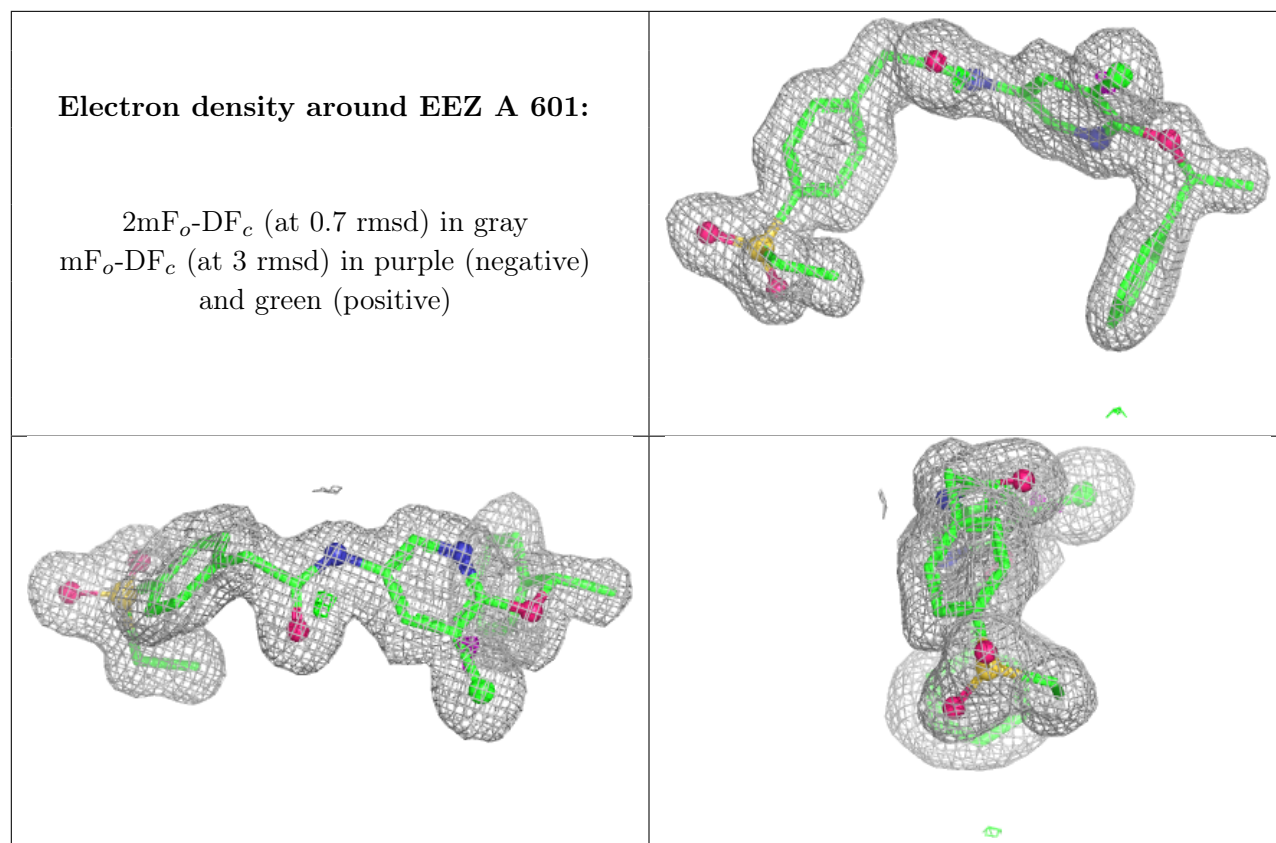 Electron density around EEZ A 601:
2mFₒ-DF𝒸 (at 0.7 rmsd) in gray
mFₒ-DF𝒸 (at 3 rmsd) in purple (negative)
and green (positive)